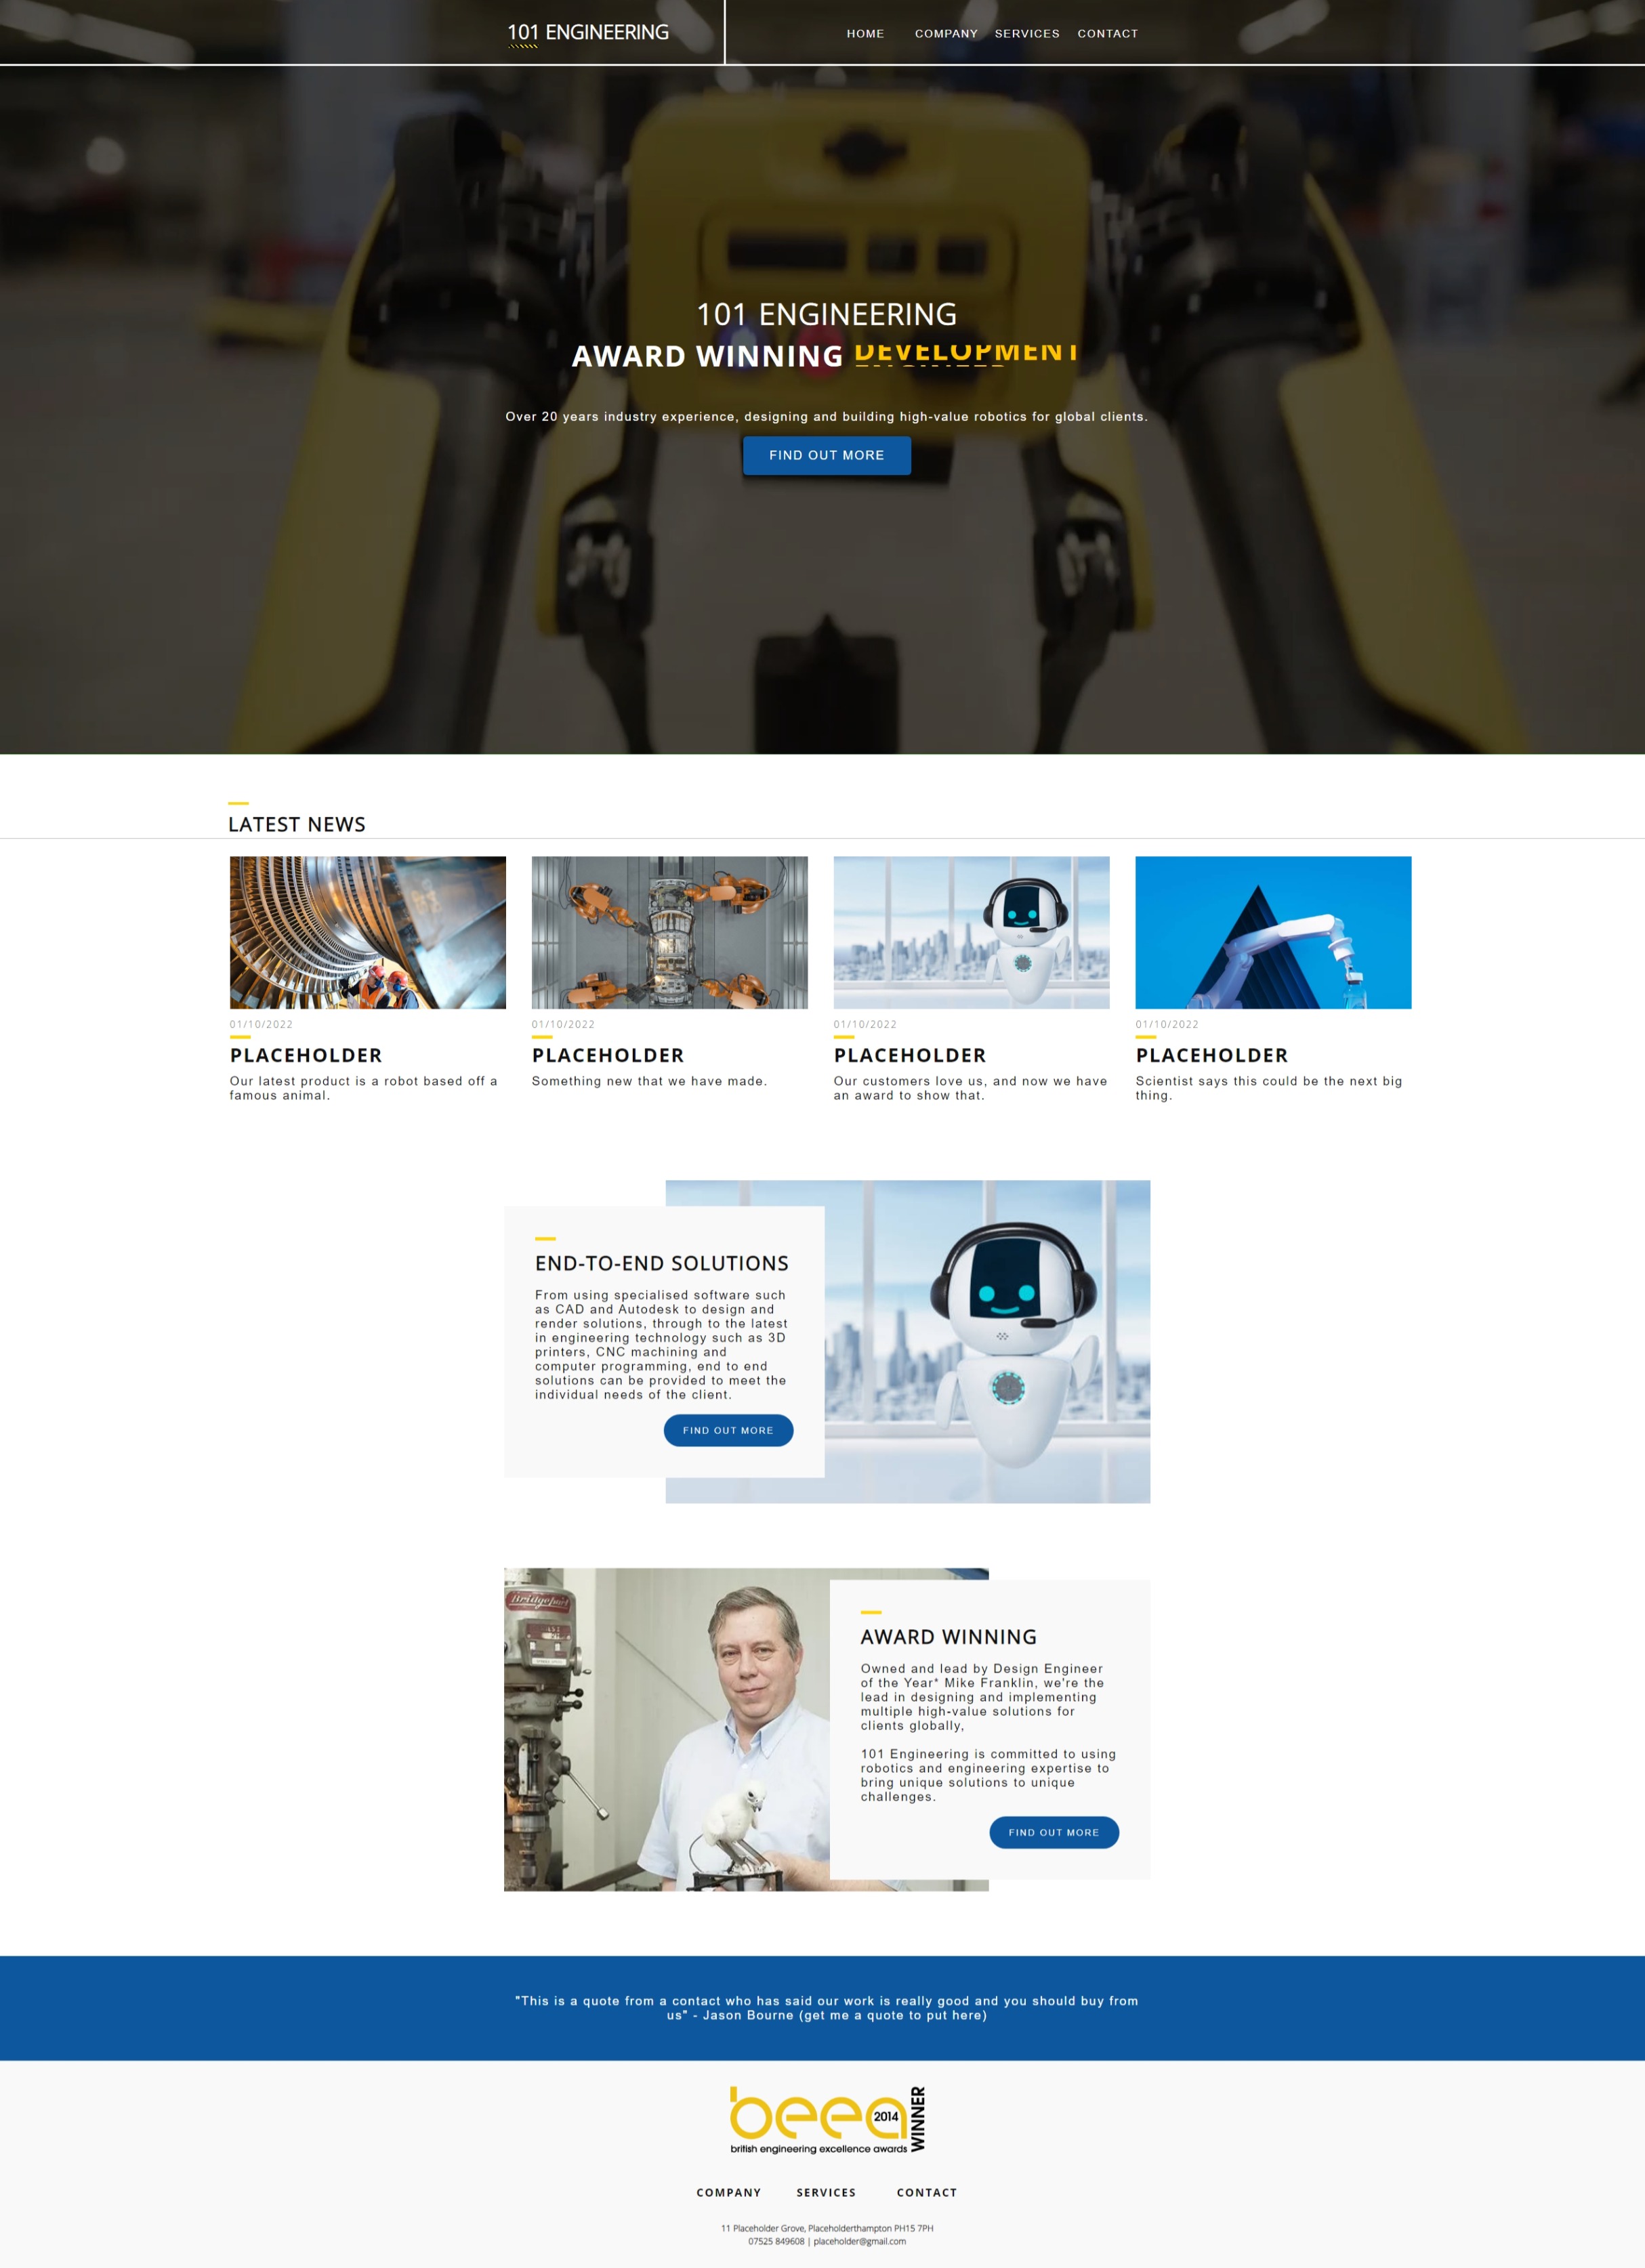 101 ENGINEERING
HOME COMPANY SERVICES CONTACT
101 ENGINEERING
AWARD WINNING DEVELOPMENT
Over 20 years industry experience, designing and building high-value robotics for global clients.
FIND OUT MORE
LATEST NEWS
01/10/2022
PLACEHOLDER
Our latest product is a robot based off a
famous animal.
01/10/2022
PLACEHOLDER
Something new that we have made.
01/10/2022
PLACEHOLDER
Our customers love us, and now we have
an award to show that.
01/10/2022
PLACEHOLDER
Scientist says this could be the next big
thing.
END-TO-END SOLUTIONS
From using specialised software such
as CAD and Autodesk to design and
render solutions, through to the latest
in engineering technology such as 3D
printers, CNC machining and
computer programming, end to end
solutions can be provided to meet the
individual needs of the client.
FIND OUT MORE
Bridgeport
AWARD WINNING
Owned and lead by Design Engineer
of the Year* Mike Franklin, we're the
lead in designing and implementing
multiple high-value solutions for
clients globally,
101 Engineering is committed to using
robotics and engineering expertise to
bring unique solutions to unique
challenges.
FIND OUT MORE
"This is a quote from a contact who has said our work is really good and you should buy from
us" - Jason Bourne (get me a quote to put here)
beea 2014 WINNER
british engineering excellence awards
COMPANY SERVICES CONTACT
11 Placeholder Grove, Placeholderthampton PH15 7PH
07525 849608 | placeholder@gmail.com